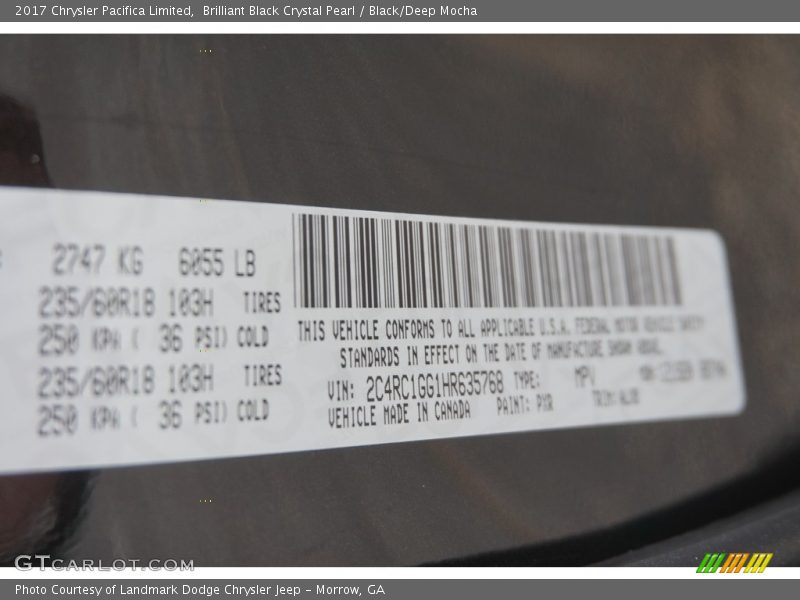 2017 Chrysler Pacifica Limited, Brilliant Black Crystal Pearl / Black/Deep Mocha
2747 KG 6055 LB
235/60R18 103H TIRES
250 KPA ( 36 PSI) COLD
235/60R18 103H TIRES
250 KPA ( 36 PSI) COLD
THIS VEHICLE CONFORMS TO ALL APPLICABLE U.S.A. FEDERAL MOTOR VEHICLE SAFETY
STANDARDS IN EFFECT ON THE DATE OF MANUFACTURE SHOWN ABOVE.
VIN: 2C4RC1GG1HR635768 TYPE: MPV
VEHICLE MADE IN CANADA PAINT: PXR TRIM:
GTCARLOT.COM
Photo Courtesy of Landmark Dodge Chrysler Jeep – Morrow, GA